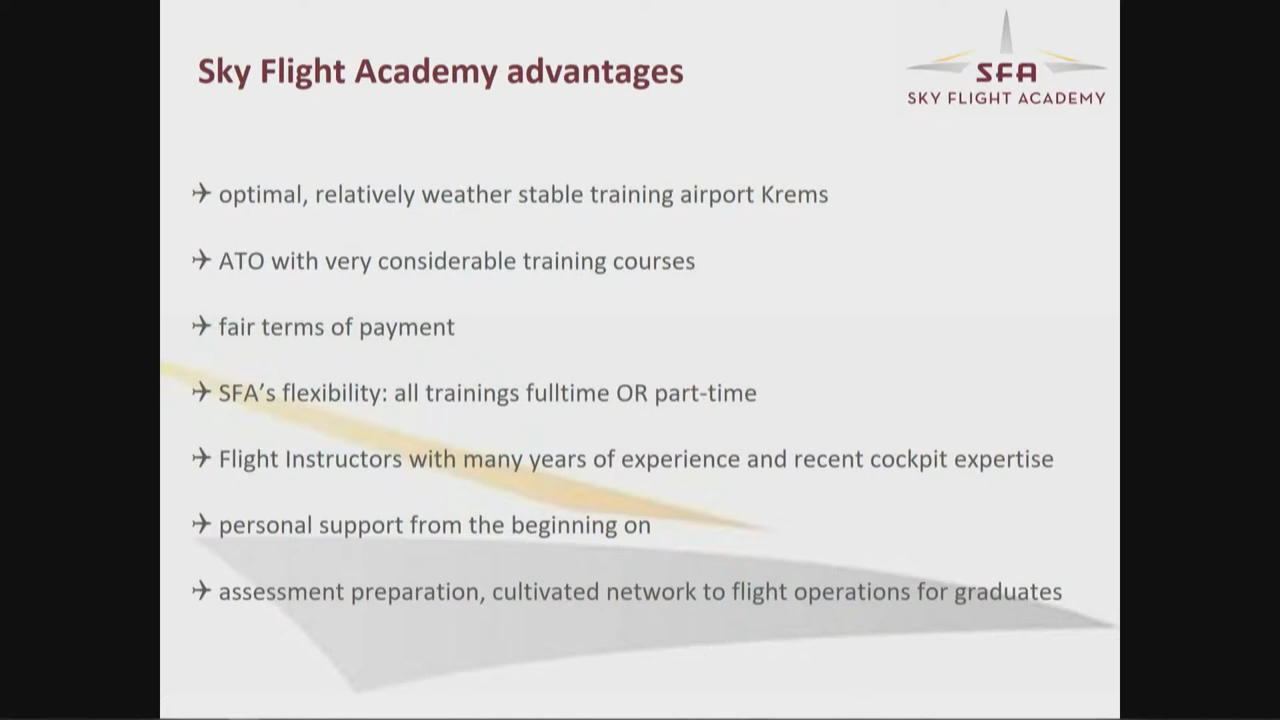 Sky Flight Academy advantages
SFA
SKY FLIGHT ACADEMY
✈ optimal, relatively weather stable training airport Krems
✈ ATO with very considerable training courses
✈ fair terms of payment
✈ SFA’s flexibility: all trainings fulltime OR part-time
✈ Flight Instructors with many years of experience and recent cockpit expertise
✈ personal support from the beginning on
✈ assessment preparation, cultivated network to flight operations for graduates